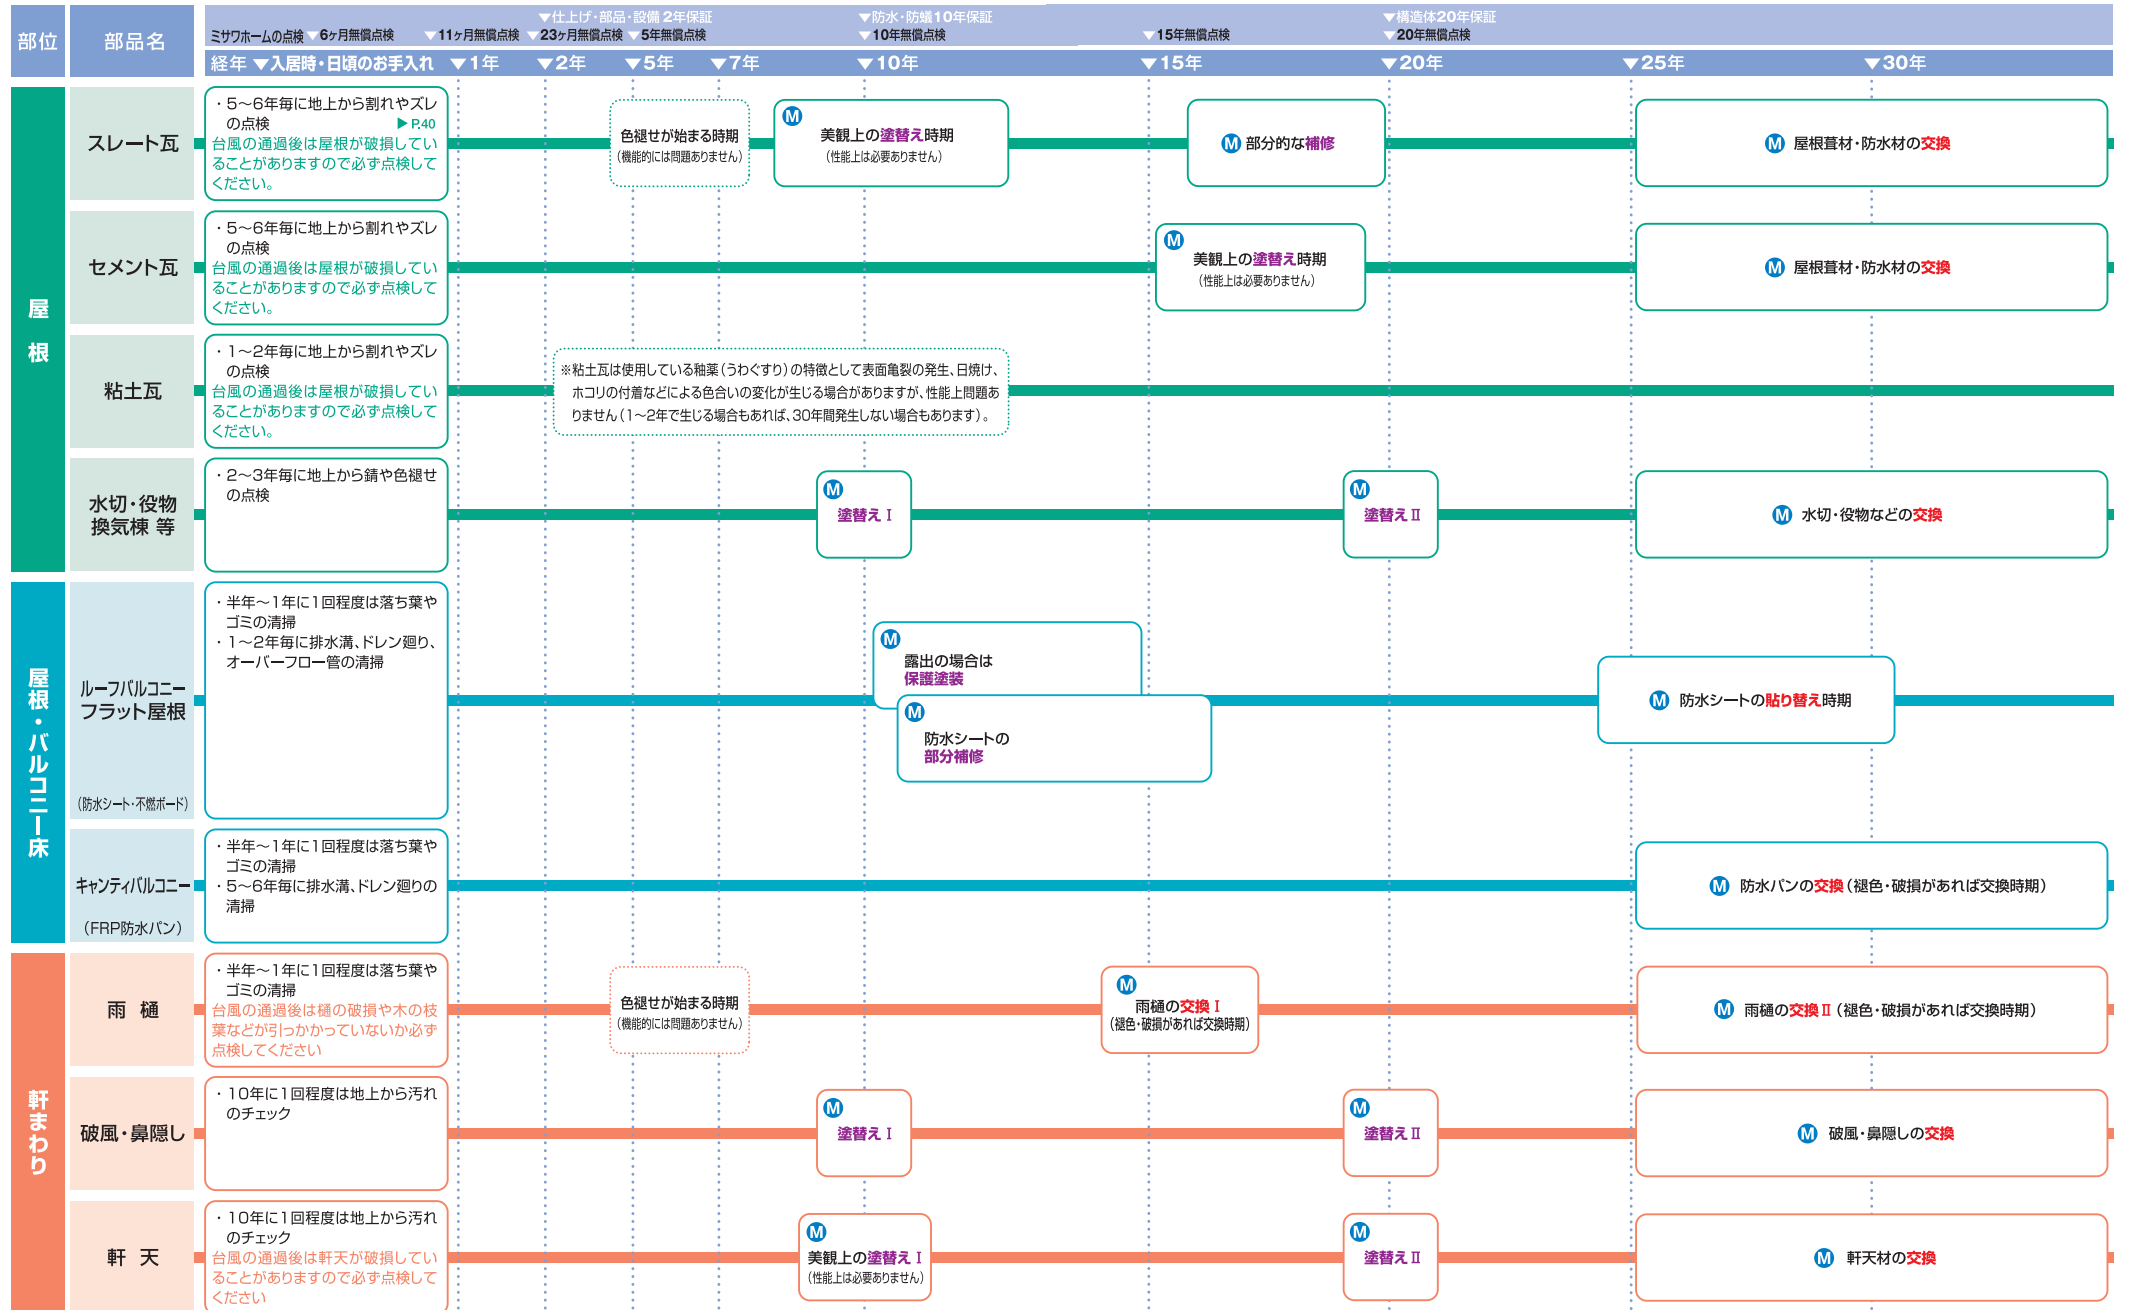 部位
部品名
▼仕上げ・部品・設備 2年保証 ▼防水・防蟻10年保証 ▼構造体20年保証
ミサワホームの点検 ▼6ヶ月無償点検 ▼11ヶ月無償点検 ▼23ヶ月無償点検 ▼5年無償点検 ▼10年無償点検 ▼15年無償点検 ▼20年無償点検
経年 ▼入居時・日頃のお手入れ ▼1年 ▼2年 ▼5年 ▼7年 ▼10年 ▼15年 ▼20年 ▼25年 ▼30年
屋根
スレート瓦
・5〜6年毎に地上から割れやズレ
の点検 ▶P.40
台風の通過後は屋根が破損してい
ることがありますので必ず点検して
ください。
色褪せが始まる時期
（機能的には問題ありません）
M
美観上の塗替え時期
（性能上は必要ありません）
M 部分的な補修
M 屋根葺材・防水材の交換
セメント瓦
・5〜6年毎に地上から割れやズレ
の点検
台風の通過後は屋根が破損してい
ることがありますので必ず点検して
ください。
M
美観上の塗替え時期
（性能上は必要ありません）
M 屋根葺材・防水材の交換
粘土瓦
・1〜2年毎に地上から割れやズレ
の点検
台風の通過後は屋根が破損してい
ることがありますので必ず点検して
ください。
※粘土瓦は使用している釉薬（うわぐすり）の特徴として表面亀裂の発生、日焼け、
ホコリの付着などによる色合いの変化が生じる場合がありますが、性能上問題あ
りません（1〜2年で生じる場合もあれば、30年間発生しない場合もあります）。
水切・役物
換気棟 等
・2〜3年毎に地上から錆や色褪せ
の点検
M
塗替えⅠ
M
塗替えⅡ
M 水切・役物などの交換
屋根・バルコニー床
ルーフバルコニー
フラット屋根
（防水シート・不燃ボード）
・半年〜1年に1回程度は落ち葉や
ゴミの清掃
・1〜2年毎に排水溝、ドレン廻り、
オーバーフロー管の清掃
M
露出の場合は
保護塗装
M
防水シートの
部分補修
M 防水シートの貼り替え時期
キャンティバルコニー
（FRP防水パン）
・半年〜1年に1回程度は落ち葉や
ゴミの清掃
・5〜6年毎に排水溝、ドレン廻りの
清掃
M 防水パンの交換（褪色・破損があれば交換時期）
軒まわり
雨 樋
・半年〜1年に1回程度は落ち葉や
ゴミの清掃
台風の通過後は樋の破損や木の枝
葉などが引っかかっていないか必ず
点検してください
色褪せが始まる時期
（機能的には問題ありません）
M
雨樋の交換Ⅰ
（褪色・破損があれば交換時期）
M 雨樋の交換Ⅱ（褪色・破損があれば交換時期）
破風・鼻隠し
・10年に1回程度は地上から汚れ
のチェック
M
塗替えⅠ
M
塗替えⅡ
M 破風・鼻隠しの交換
軒 天
・10年に1回程度は地上から汚れ
のチェック
台風の通過後は軒天が破損してい
ることがありますので必ず点検して
ください
M
美観上の塗替えⅠ
（性能上は必要ありません）
M
塗替えⅡ
M 軒天材の交換